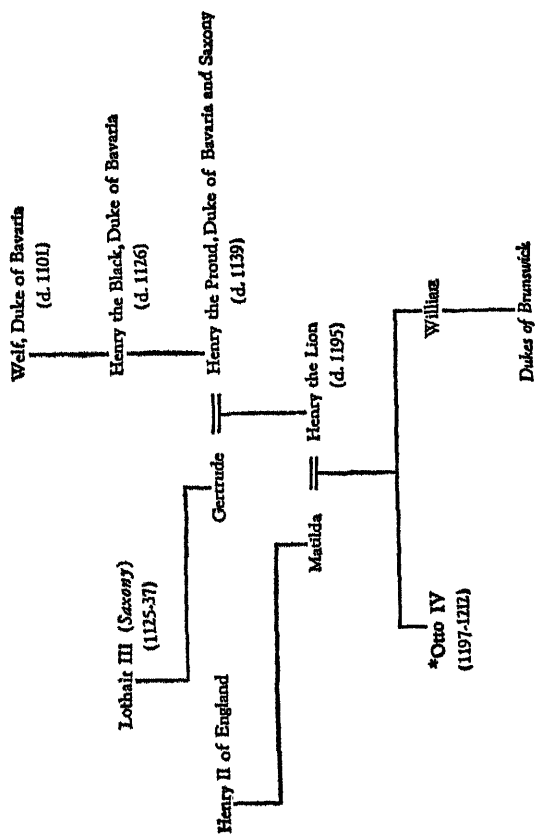 Welf, Duke of Bavaria
(d. 1101)
Henry the Black, Duke of Bavaria
(d. 1126)
Lothair III (Saxony)
(1125-37)
Gertrude
Henry the Proud, Duke of Bavaria and Saxony
(d. 1139)
Henry II of England
Matilda
Henry the Lion
(d. 1195)
*Otto IV
(1197-1212)
William
Dukes of Brunswick